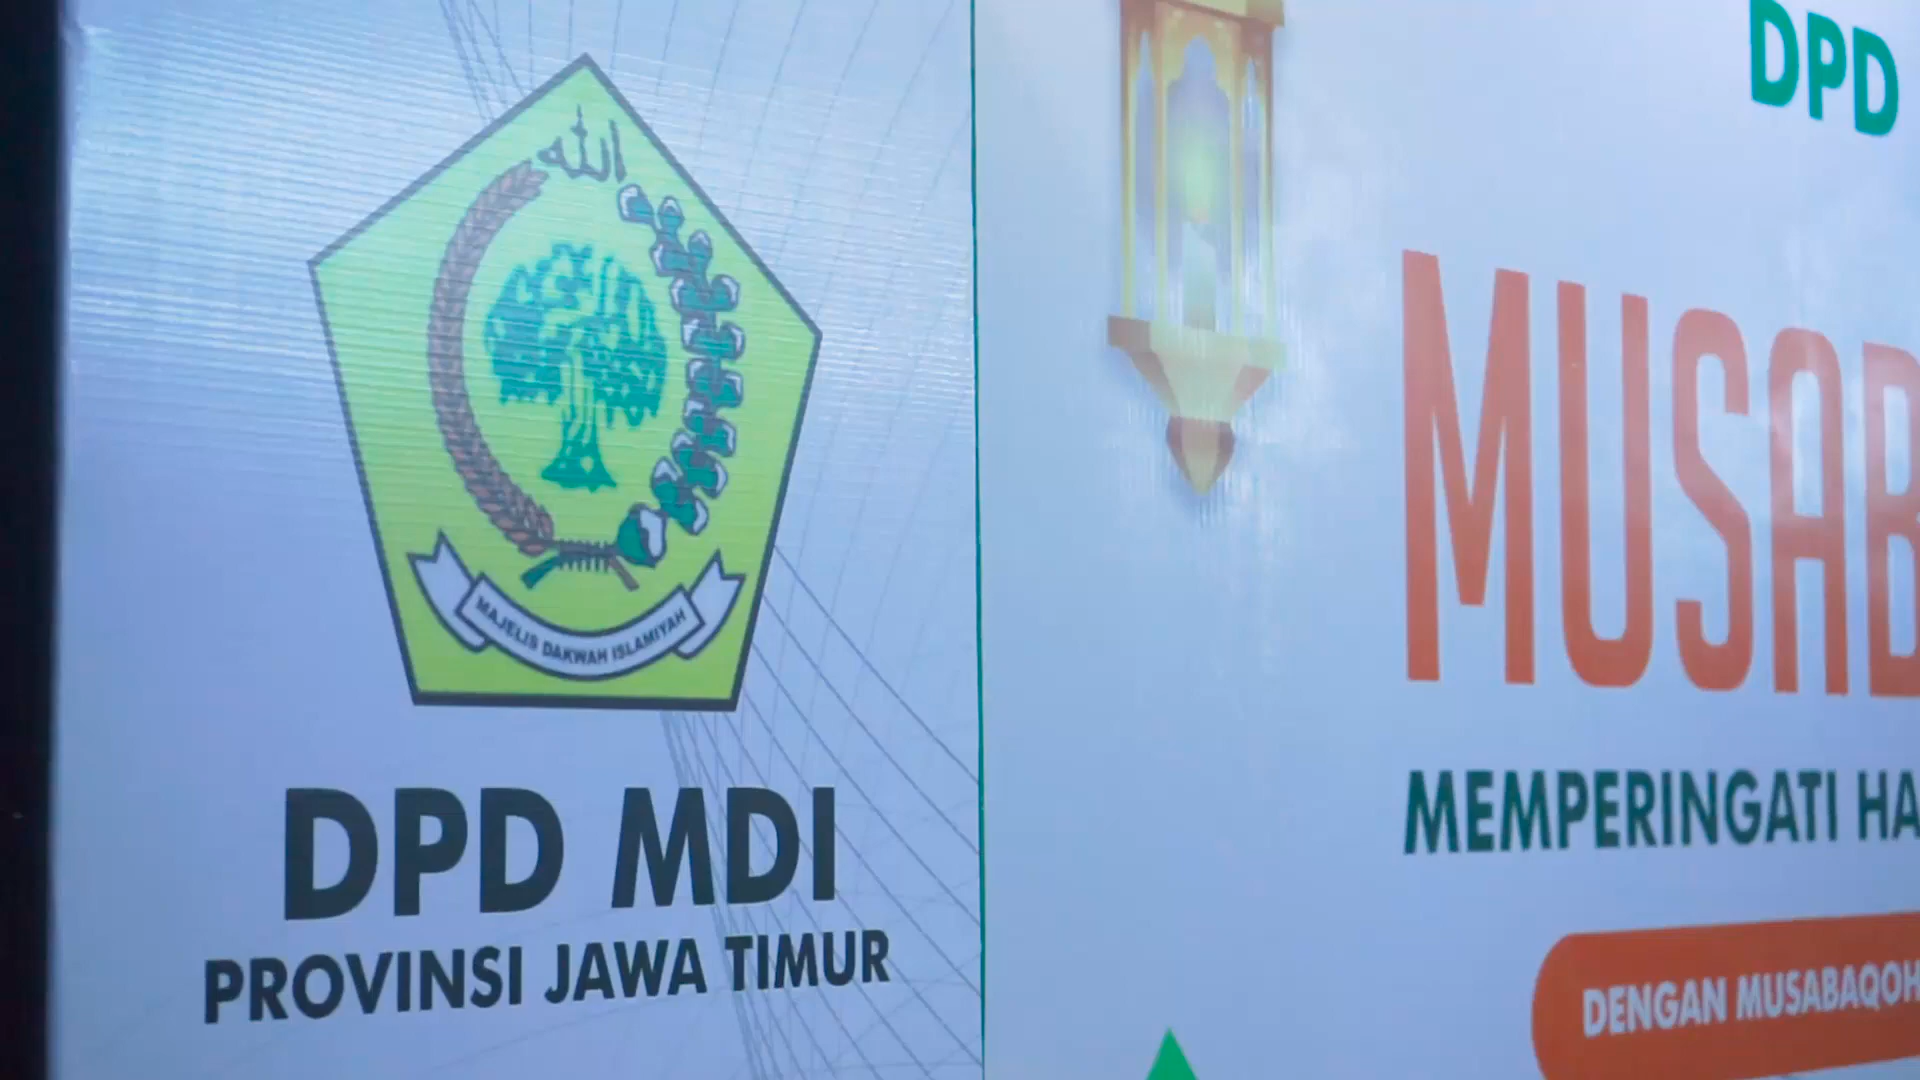 الله
MAJELIS DAKWAH ISLAMIYAH
DPD MDI
PROVINSI JAWA TIMUR
DPD
MUSAB
MEMPERINGATI HA
DENGAN MUSABAQOH